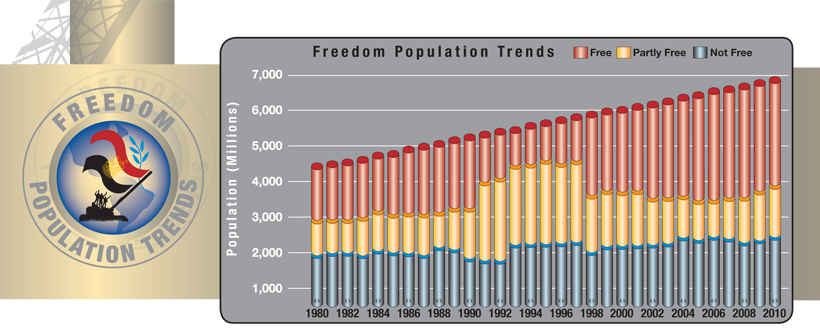 FREEDOM
POPULATION TRENDS
Freedom Population Trends
Free
Partly Free
Not Free
Population (Millions)
7,000
6,000
5,000
4,000
3,000
2,000
1,000
1980 1982 1984 1986 1988 1990 1992 1994 1996 1998 2000 2002 2004 2006 2008 2010